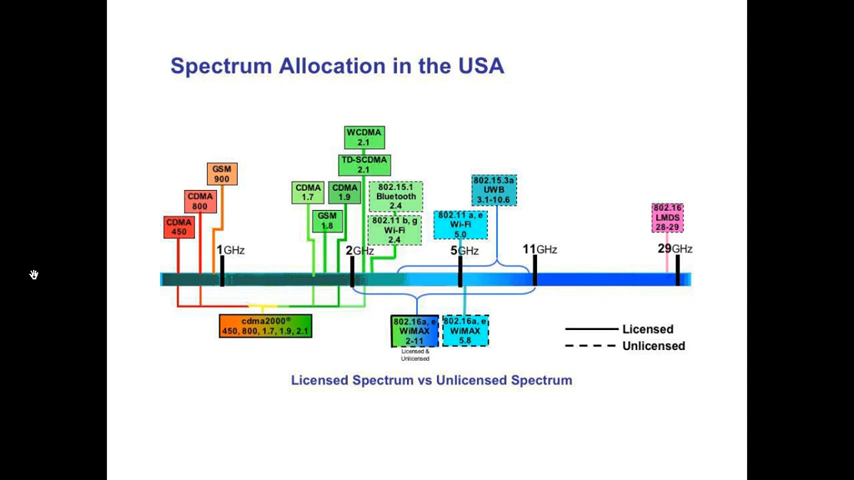 Spectrum Allocation in the USA
WCDMA
2.1
TD-SCDMA
2.1
GSM
900
CDMA
800
CDMA
450
CDMA
1.7
GSM
1.8
CDMA
1.9
802.15.1
Bluetooth
2.4
802.11 b, g
Wi-Fi
2.4
802.15.3a
UWB
3.1-10.6
802.11 a, e
Wi-Fi
5.0
802.16
LMDS
28-29
1GHz
2GHz
5GHz
11GHz
29GHz
cdma2000®
450, 800, 1.7, 1.9, 2.1
802.16a, e
WiMAX
2-11
Licensed &
Unlicensed
802.16a, e
WiMAX
5.8
Licensed
Unlicensed
Licensed Spectrum vs Unlicensed Spectrum